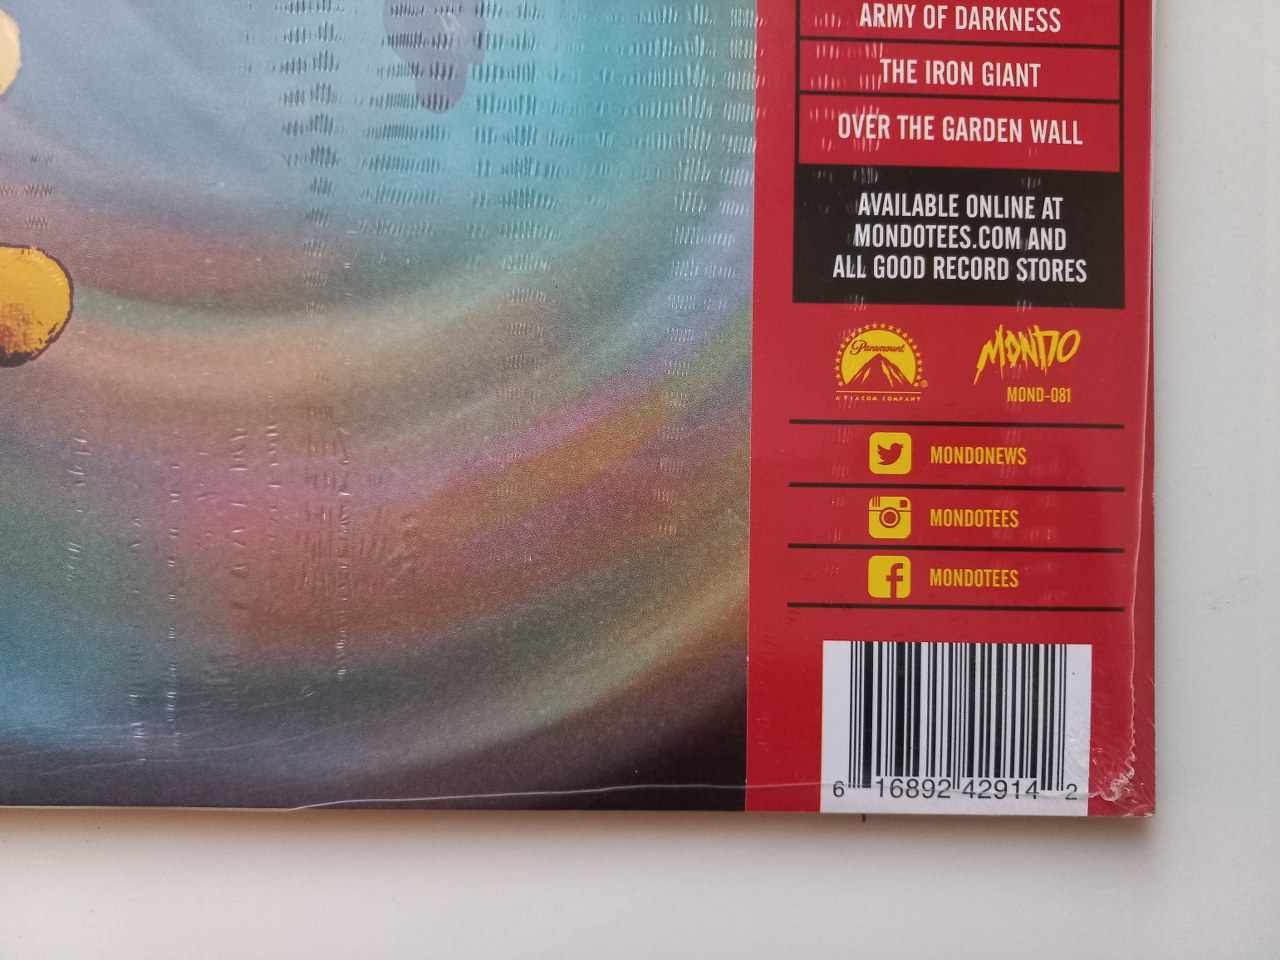 ARMY OF DARKNESS
THE IRON GIANT
OVER THE GARDEN WALL
AVAILABLE ONLINE AT
MONDOTEES.COM AND
ALL GOOD RECORD STORES
Paramount
®
A VIACOM COMPANY
MONDO
MOND-081
MONDONEWS
MONDOTEES
MONDOTEES
6 16892 42914 2